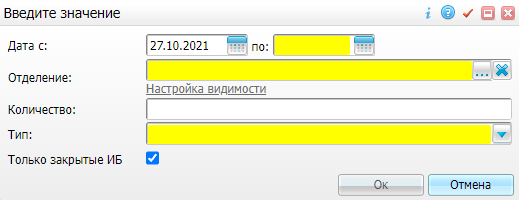 Введите значение
Дата с: 27.10.2021 по:
Отделение: ...
Настройка видимости
Количество:
Тип:
Только закрытые ИБ
Ок Отмена